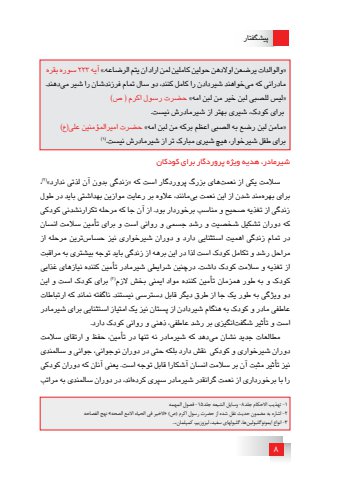 پیشگفتار
«والوالدات یرضعن اولادهن حولین کاملین لمن اراد ان یتم الرضاعه» آیه ۲۳۳ سوره بقره
مادرانی که می‌خواهند شیردادن را کامل کنند، دو سال تمام فرزندشان را شیر می‌دهند.
«لیس للصبی لبن خیر من لبن امه» حضرت رسول اکرم ( ص)
برای کودک، شیری بهتر از شیرمادرش نیست.
«مامن لبن رضع به الصبی اعظم برکه من لبن امه» حضرت امیرالمؤمنین علی(ع)
برای طفل شیرخوار، هیچ شیری مبارک تر از شیرمادرش نیست.(۱)
شیرمادر، هدیه ویژه پروردگار برای کودکان
سلامت یکی از نعمت‌های بزرگ پروردگار است که «زندگی بدون آن لذتی ندارد»(۲).
برای بهره‌مند شدن از این نعمت بی‌مانند، علاوه بر رعایت موازین بهداشتی باید در طول
زندگی از تغذیه صحیح و مناسب برخوردار بود. از آن جا که مرحله تکرارنشدنی کودکی
که دوران تشکیل شخصیت و رشد جسمی و روانی است و برای تأمین سلامت انسان
در تمام زندگی اهمیت استثنایی دارد و دوران شیرخواری نیز حساس‌ترین مرحله از
مراحل رشد و تکامل کودک است لذا در این برهه از زندگی باید توجه بیشتری به مراقبت
از تغذیه و سلامت کودک داشت. درچنین شرایطی شیرمادر تأمین کننده نیازهای غذایی
کودک و به طور همزمان تأمین کننده مواد ایمنی بخش لازم(۳) برای کودک است و این
دو ویژگی به طور یک جا از طرق دیگر قابل دسترسی نیستند. ناگفته نماند که ارتباطات
عاطفی مادر و کودک به هنگام شیردادن از پستان نیز یک امتیاز استثنایی برای شیرمادر
است و تأثیر شگفت‌انگیزی بر رشد عاطفی، ذهنی و روانی کودک دارد.
مطالعات جدید نشان می‌دهد که شیرمادر نه تنها در تأمین، حفظ و ارتقای سلامت
دوران شیرخواری و کودکی نقش دارد بلکه حتی در دوران نوجوانی، جوانی و سالمندی
نیز تأثیر مثبت آن بر سلامت انسان آشکارا قابل توجه است. یعنی آنان که دوران کودکی
را با برخورداری از نعمت گرانقدر شیرمادر سپری کرده‌اند، در دوران سالمندی به مراتب
۱- تهذیب الاحکام جلد۸- وسایل الشیعه جلد۱۵- فصول المهمه
۲- اشاره به مضمون حدیث نقل شده از حضرت رسول اکرم (ص) «لاخیر فی الحیاه الامع الصحه» نهج الفصاحه
۳- انواع ایمونوگلبولین‌ها، گلبولهای سفید، لیزوزیم، کمپلمان...
۸